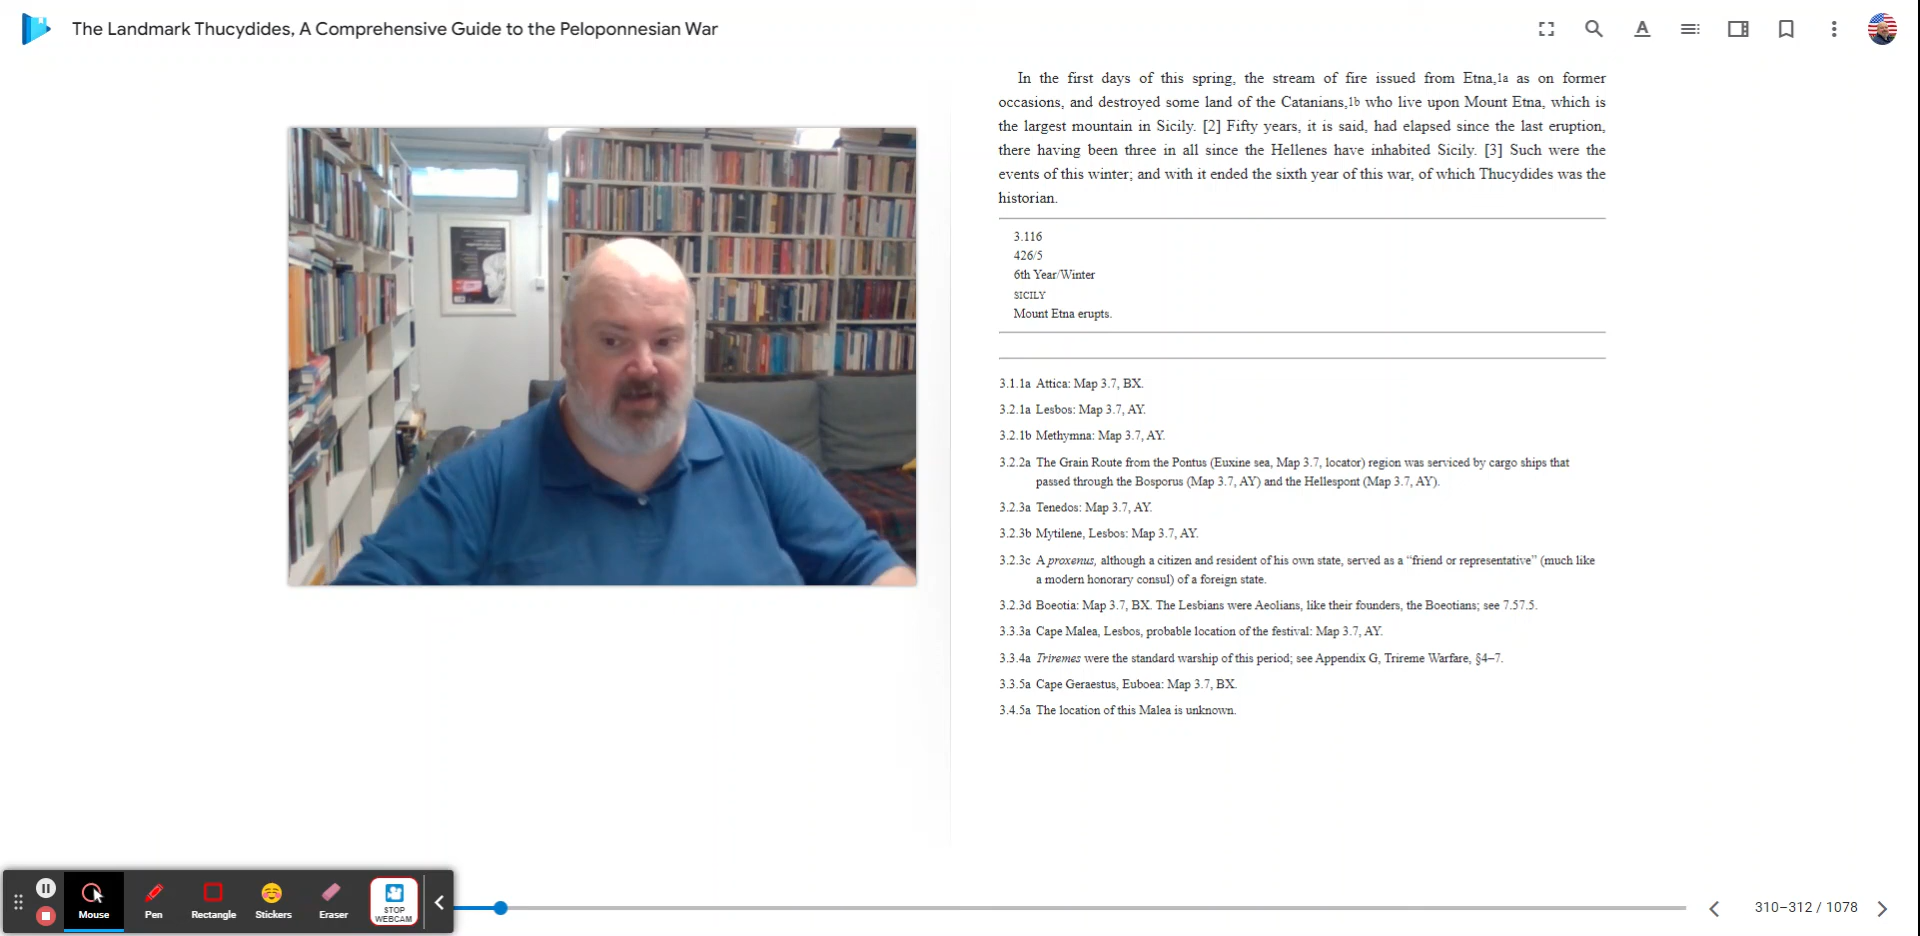 The Landmark Thucydides, A Comprehensive Guide to the Peloponnesian War
In the first days of this spring, the stream of fire issued from Etna,1a as on former
occasions, and destroyed some land of the Catanians,1b who live upon Mount Etna, which is
the largest mountain in Sicily. [2] Fifty years, it is said, had elapsed since the last eruption,
there having been three in all since the Hellenes have inhabited Sicily. [3] Such were the
events of this winter; and with it ended the sixth year of this war, of which Thucydides was the
historian.
3.116
426/5
6th Year/Winter
SICILY
Mount Etna erupts.
3.1.1a Attica: Map 3.7, BX.
3.2.1a Lesbos: Map 3.7, AY.
3.2.1b Methymna: Map 3.7, AY.
3.2.2a The Grain Route from the Pontus (Euxine sea, Map 3.7, locator) region was serviced by cargo ships that
passed through the Bosporus (Map 3.7, AY) and the Hellespont (Map 3.7, AY).
3.2.3a Tenedos: Map 3.7, AY.
3.2.3b Mytilene, Lesbos: Map 3.7, AY.
3.2.3c A proxenus, although a citizen and resident of his own state, served as a “friend or representative” (much like
a modern honorary consul) of a foreign state.
3.2.3d Boeotia: Map 3.7, BX. The Lesbians were Aeolians, like their founders, the Boeotians; see 7.57.5.
3.3.3a Cape Malea, Lesbos, probable location of the festival: Map 3.7, AY.
3.3.4a Triremes were the standard warship of this period; see Appendix G, Trireme Warfare, §4–7.
3.3.5a Cape Geraestus, Euboea: Map 3.7, BX.
3.4.5a The location of this Malea is unknown.
Mouse Pen Rectangle Stickers Eraser STOP WEBCAM
310–312 / 1078